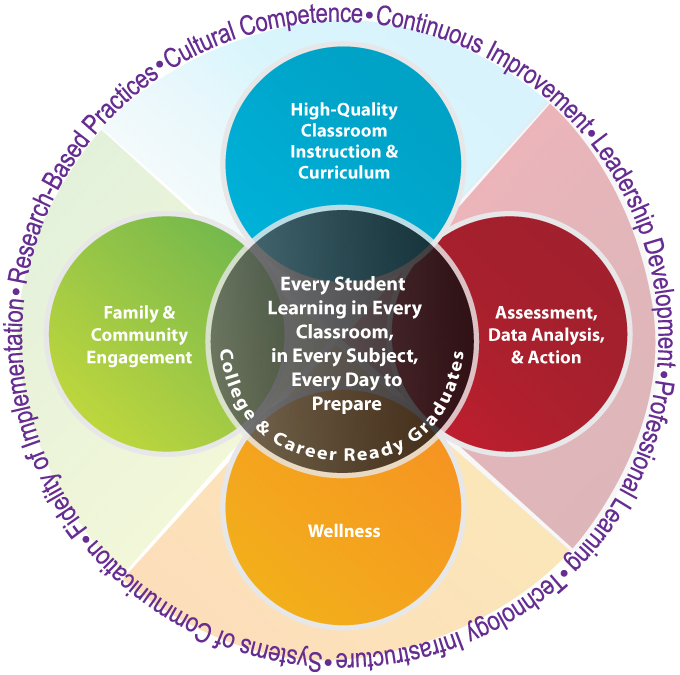 Cultural Competence•Continuous Improvement•Leadership Development•Professional Learning•Technology Infrastructure•Systems of Communication•Fidelity of Implementation•Research-Based Practices•
High-Quality
Classroom
Instruction &
Curriculum
Family &
Community
Engagement
Every Student
Learning in Every
Classroom,
in Every Subject,
Every Day to
Prepare
College & Career Ready Graduates
Assessment,
Data Analysis,
& Action
Wellness